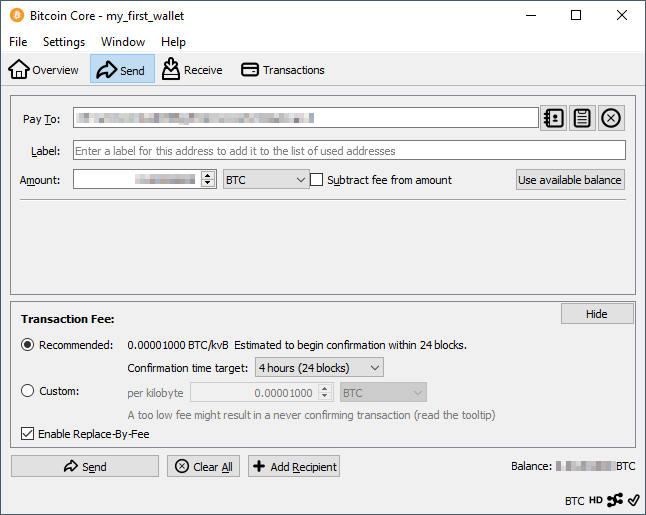 Bitcoin Core - my_first_wallet
File Settings Window Help
Overview Send Receive Transactions
Pay To:
Label: Enter a label for this address to add it to the list of used addresses
Amount: BTC Subtract fee from amount Use available balance
Transaction Fee: Hide
Recommended: 0.00001000 BTC/kvB Estimated to begin confirmation within 24 blocks.
Confirmation time target: 4 hours (24 blocks)
Custom: per kilobyte 0.00001000 BTC
A too low fee might result in a never confirming transaction (read the tooltip)
Enable Replace-By-Fee
Send Clear All Add Recipient Balance: BTC
BTC HD